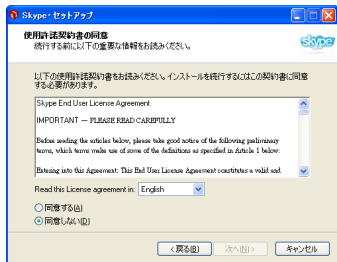 Skype・セットアップ
使用許諾契約書の同意
続行する前に以下の重要な情報をお読みください。
skype
以下の使用許諾契約書をお読みください。インストールを続行するにはこの契約書に同意
する必要があります。
Skype End User License Agreement
IMPORTANT — PLEASE READ CAREFULLY
Before reading the articles below, please take good notice of the following preliminary
terms, which terms make use of some of the definitions as specified in Article 1 below:
Entering into this Agreement: This End User License Agreement constitutes a valid and
Read this License agreement in: English
同意する(A)
同意しない(D)
< 戻る(B)
次へ(N) >
キャンセル